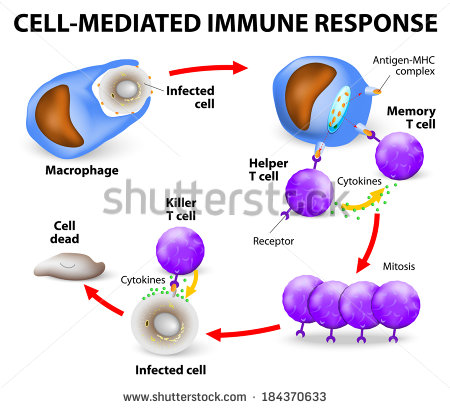 CELL-MEDIATED IMMUNE RESPONSE
Infected
cell
Macrophage
Antigen-MHC
complex
Memory
T cell
Helper
T cell
Cytokines
Receptor
Mitosis
Killer
T cell
Cytokines
Cell
dead
Infected cell
shutterstock
www.shutterstock.com · 184370633